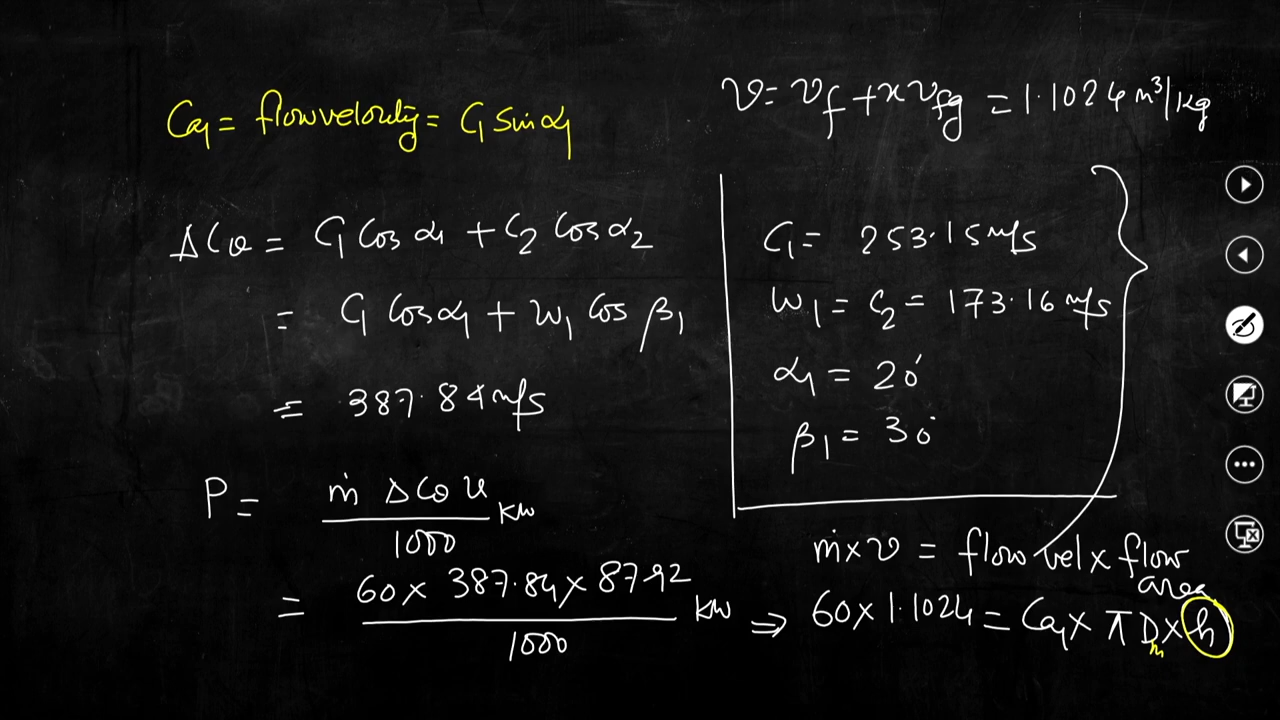 Ca1 = flow velocity = C1 sin α1
v = vf + x vfg = 1.1024 m³/kg
ΔCθ = C1 Cos α1 + C2 Cos α2
= C1 Cos α1 + W1 Cos β1
= 387.84 m/s
C1 = 253.15 m/s
W1 = C2 = 173.16 m/s
α1 = 20°
β1 = 30°
P = ṁ ΔCθ U / 1000 KW
= 60 × 387.84 × 87.92 / 1000 KW
ṁ × v = flow vel × flow area
⇒ 60 × 1.1024 = Ca1 × π Dm × h